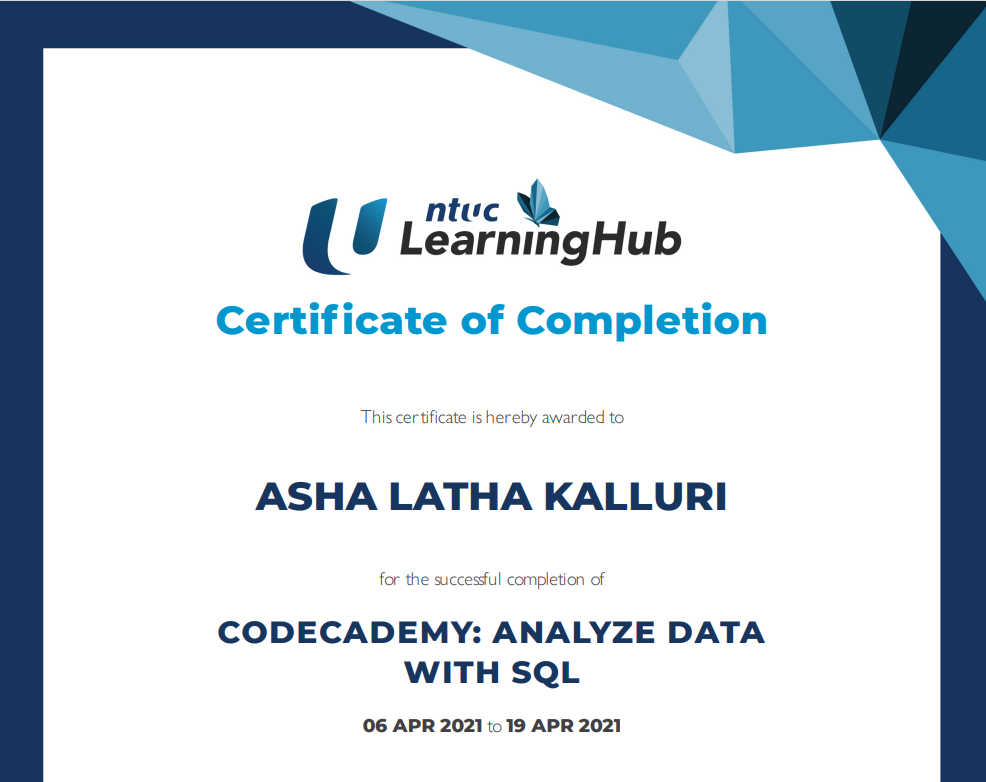 ntuc
LearningHub
Certificate of Completion
This certificate is hereby awarded to
ASHA LATHA KALLURI
for the successful completion of
CODECADEMY: ANALYZE DATA
WITH SQL
06 APR 2021 to 19 APR 2021